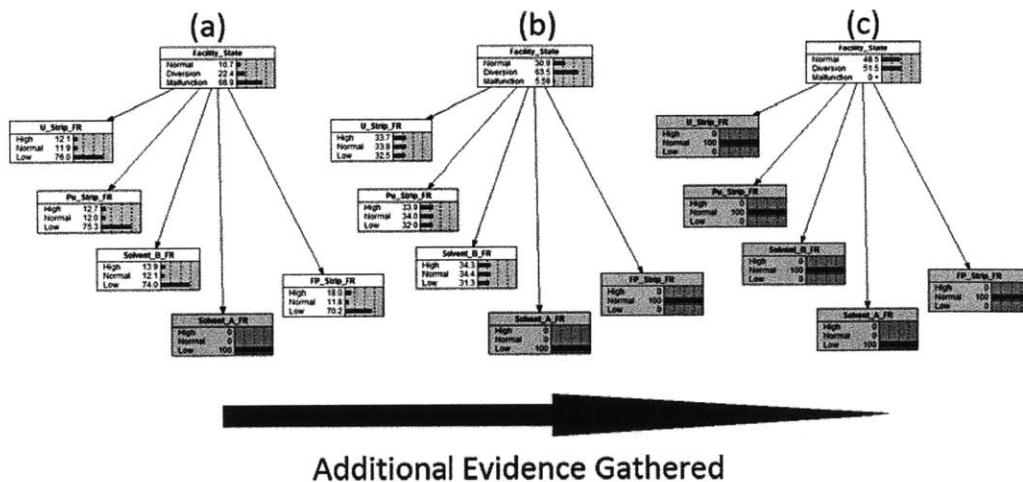 (a)
Facility_State
Normal 10.7
Diversion 22.4
Malfunction 66.9
U_Strip_FR
High 12.1
Normal 11.9
Low 76.0
Pu_Strip_FR
High 12.7
Normal 12.0
Low 75.3
Solvent_B_FR
High 13.9
Normal 12.1
Low 74.0
FP_Strip_FR
High 18.0
Normal 11.8
Low 70.2
Solvent_A_FR
High 0
Normal 0
Low 100
(b)
Facility_State
Normal 30.9
Diversion 63.5
Malfunction 5.58
U_Strip_FR
High 33.7
Normal 33.8
Low 32.5
Pu_Strip_FR
High 33.9
Normal 34.0
Low 32.0
Solvent_B_FR
High 34.3
Normal 34.4
Low 31.3
FP_Strip_FR
High 0
Normal 100
Low 0
Solvent_A_FR
High 0
Normal 0
Low 100
(c)
Facility_State
Normal 48.5
Diversion 51.5
Malfunction 0 +
U_Strip_FR
High 0
Normal 100
Low 0
Pu_Strip_FR
High 0
Normal 100
Low 0
Solvent_B_FR
High 0
Normal 100
Low 0
FP_Strip_FR
High 0
Normal 100
Low 0
Solvent_A_FR
High 0
Normal 0
Low 100
Additional Evidence Gathered